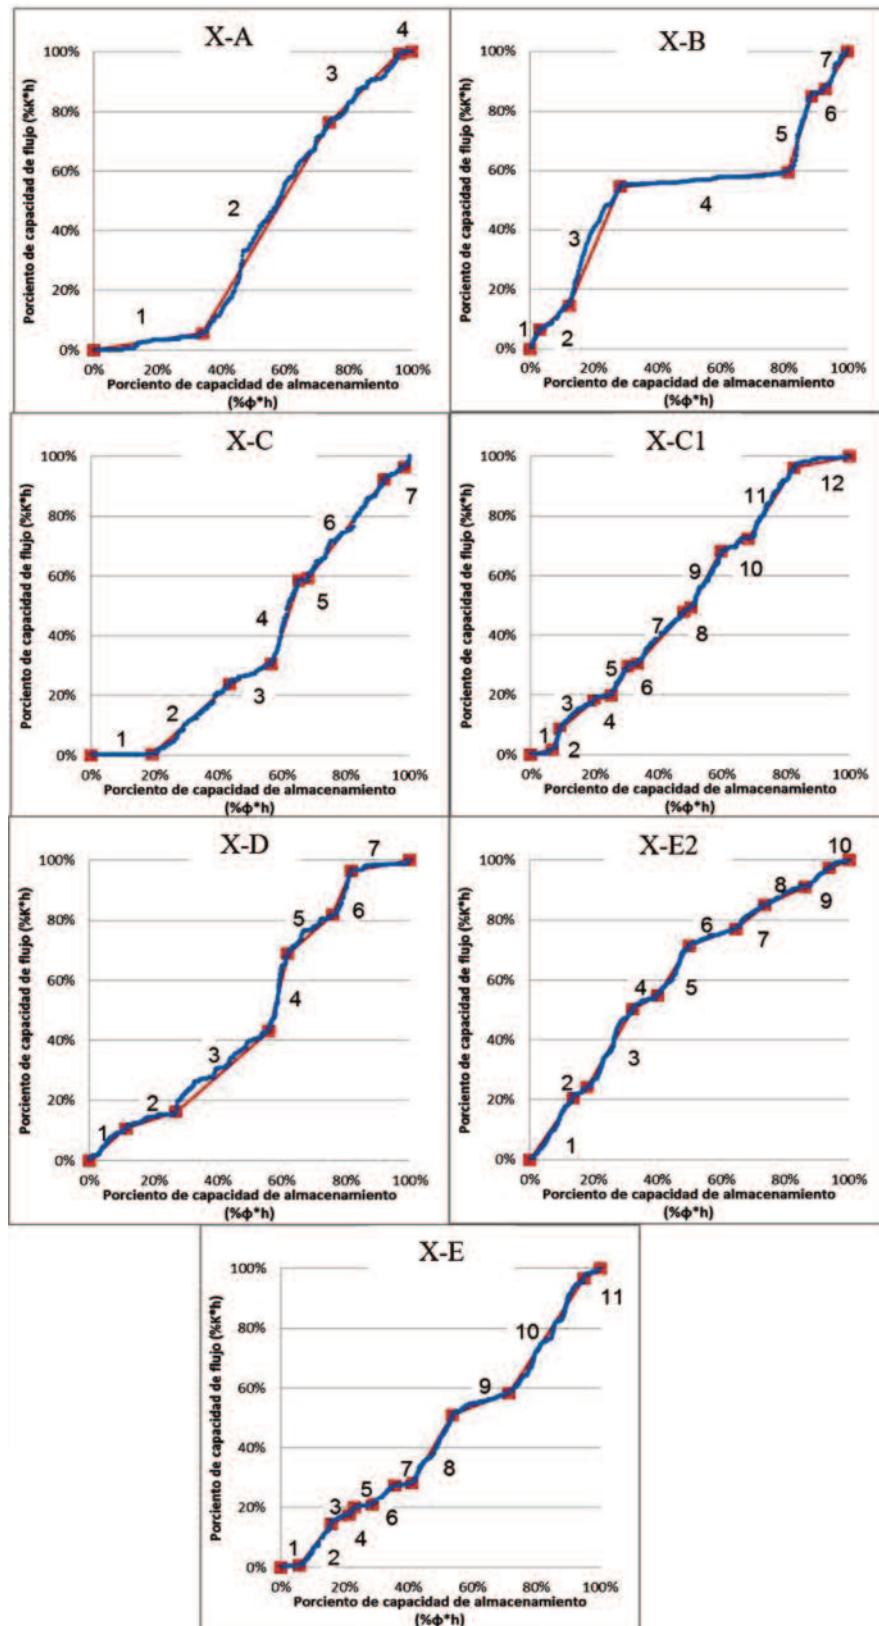 X-A
Porciento de capacidad de flujo (%K*h)
100%
80%
60%
40%
20%
0%
1
2
3
4
0% 20% 40% 60% 80% 100%
Porciento de capacidad de almacenamiento
(%ϕ*h)
X-B
Porciento de capacidad de flujo (%K*h)
100%
80%
60%
40%
20%
0%
1
2
3
4
5
6
7
0% 20% 40% 60% 80% 100%
Porciento de capacidad de almacenamiento
(%ϕ*h)
X-C
Porciento de capacidad de flujo (%K*h)
100%
80%
60%
40%
20%
0%
1
2
3
4
5
6
7
0% 20% 40% 60% 80% 100%
Porciento de capacidad de almacenamiento
(%ϕ*h)
X-C1
Porciento de capacidad de flujo (%K*h)
100%
80%
60%
40%
20%
0%
1
2
3
4
5
6
7
8
9
10
11
12
0% 20% 40% 60% 80% 100%
Porciento de capacidad de almacenamiento
(%ϕ*h)
X-D
Porciento de capacidad de flujo (%K*h)
100%
80%
60%
40%
20%
0%
1
2
3
4
5
6
7
0% 20% 40% 60% 80% 100%
Porciento de capacidad de almacenamiento
(%ϕ*h)
X-E2
Porciento de capacidad de flujo (%K*h)
100%
80%
60%
40%
20%
0%
1
2
3
4
5
6
7
8
9
10
0% 20% 40% 60% 80% 100%
Porciento de capacidad de almacenamiento
(%ϕ*h)
X-E
Porciento de capacidad de flujo (%K*h)
100%
80%
60%
40%
20%
0%
1
2
3
4
5
6
7
8
9
10
11
0% 20% 40% 60% 80% 100%
Porciento de capacidad de almacenamiento
(%ϕ*h)